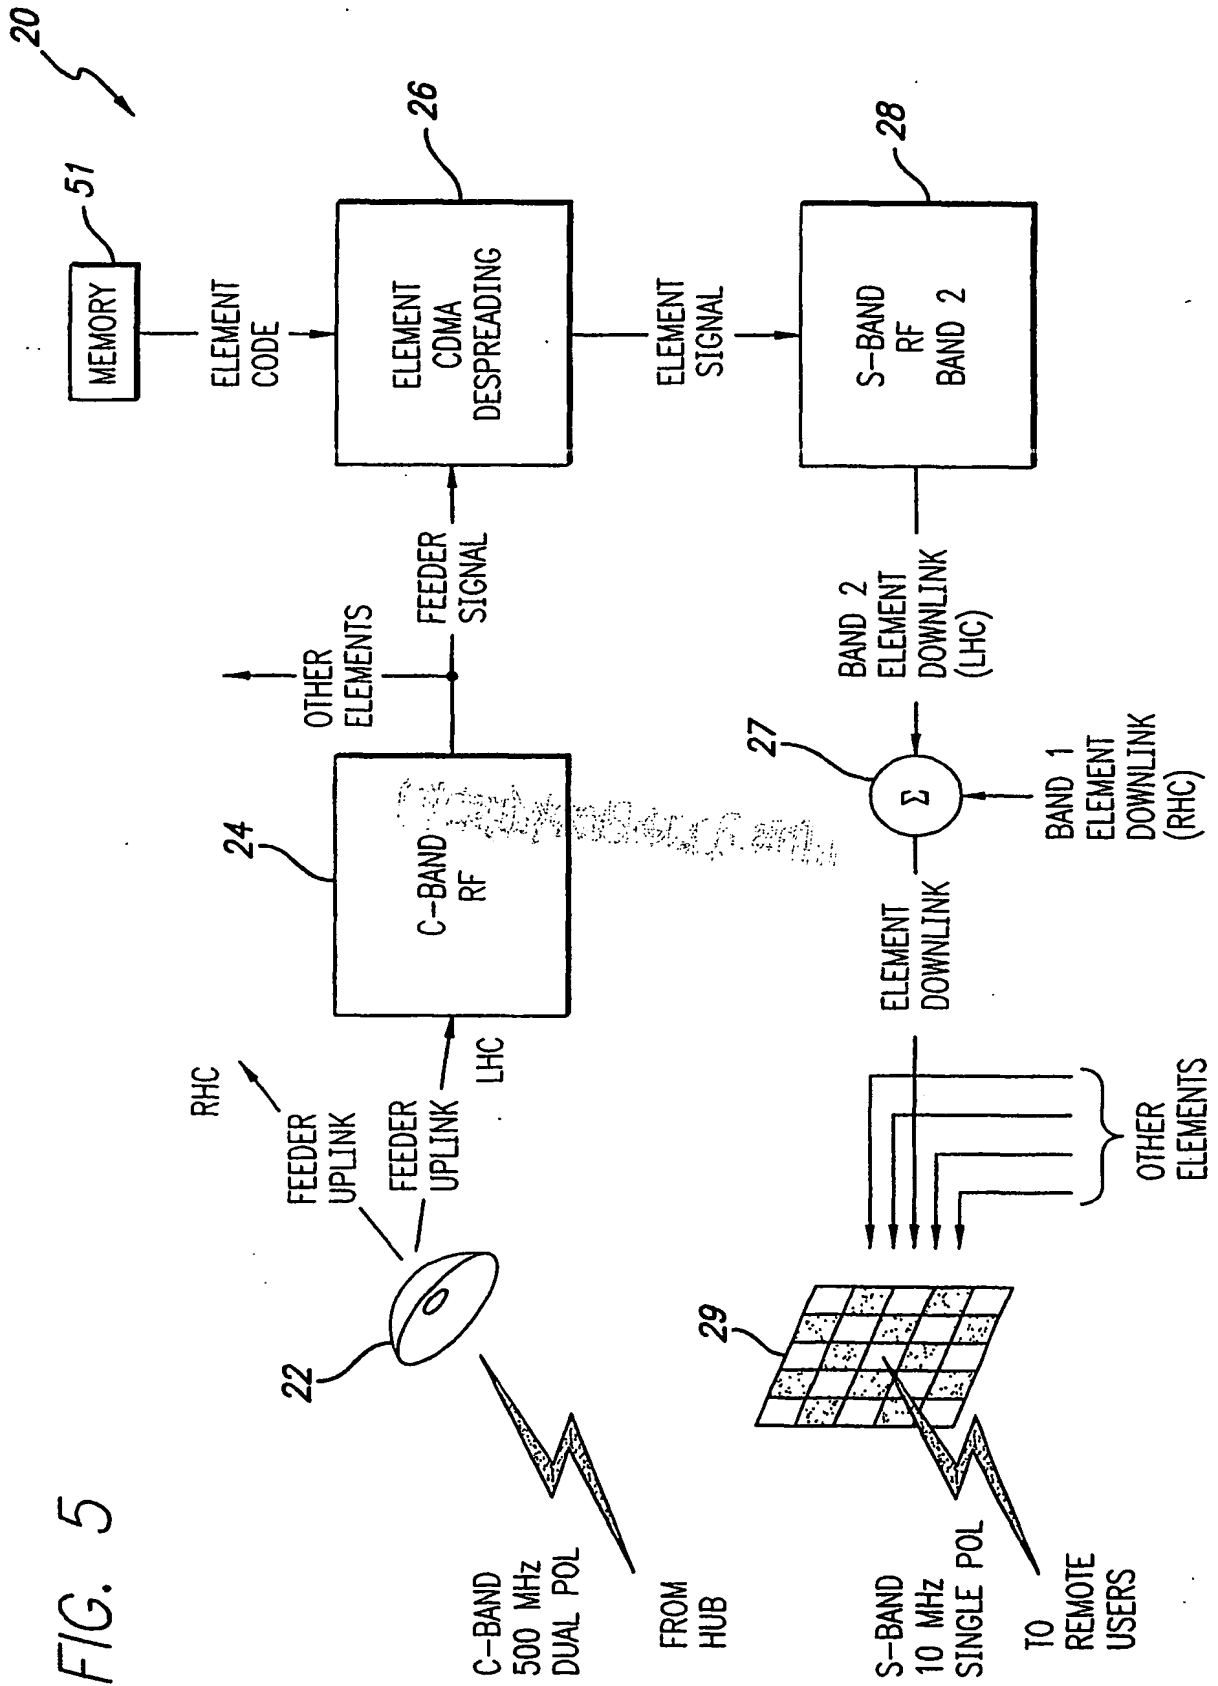 FIG. 5
20
C-BAND
500 MHz
DUAL POL
FROM
HUB
22
FEEDER
UPLINK
RHC
FEEDER
UPLINK
LHC
24
C-BAND
RF
OTHER
ELEMENTS
FEEDER
SIGNAL
MEMORY
51
ELEMENT
CODE
ELEMENT
CDMA
DESPREADING
26
ELEMENT
SIGNAL
S-BAND
RF
BAND 2
28
BAND 2
ELEMENT
DOWNLINK
(LHC)
27
Σ
BAND 1
ELEMENT
DOWNLINK
(RHC)
ELEMENT
DOWNLINK
OTHER
ELEMENTS
29
S-BAND
10 MHz
SINGLE POL
TO
REMOTE
USERS